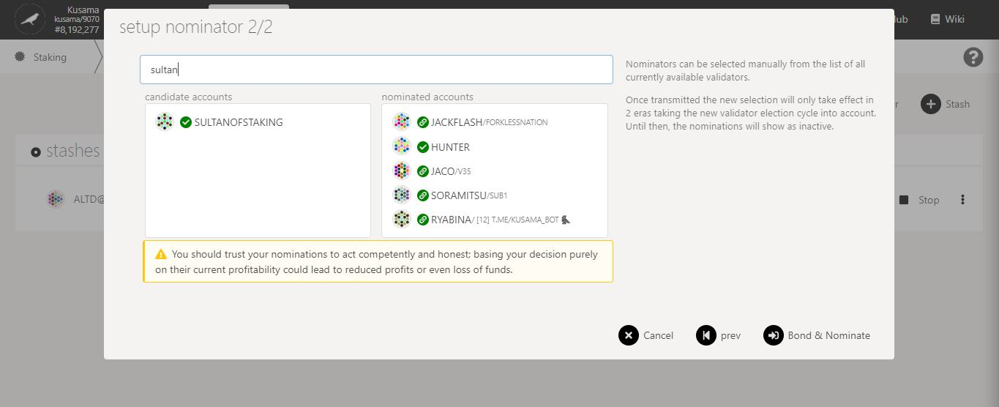 Kusama
kusama/9070
#8,192,277
Wiki
Staking
setup nominator 2/2
sultan
candidate accounts
nominated accounts
SULTANOFSTAKING
JACKFLASH/FORKLESSNATION
HUNTER
JACO/V35
SORAMITSU/SUB1
RYABINA/ [12] T.ME/KUSAMA_BOT
You should trust your nominations to act competently and honest; basing your decision purely
on their current profitability could lead to reduced profits or even loss of funds.
Nominators can be selected manually from the list of all
currently available validators.
Once transmitted the new selection will only take effect in
2 eras taking the new validator election cycle into account.
Until then, the nominations will show as inactive.
Stash
stashes
ALTD@
Stop
Cancel
prev
Bond & Nominate